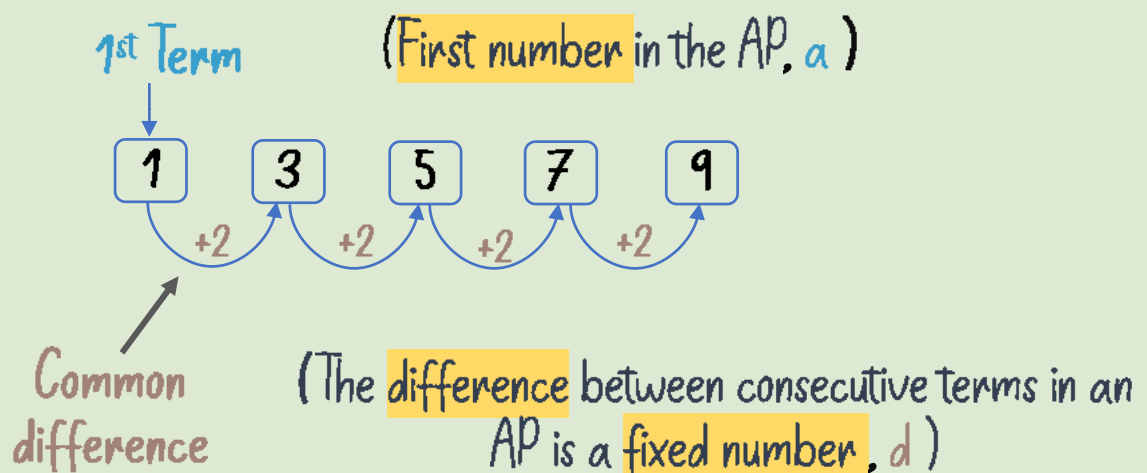 1st Term
(First number in the AP, a )
1 3 5 7 9
+2 +2 +2 +2
Common
difference
(The difference between consecutive terms in an
AP is a fixed number, d )